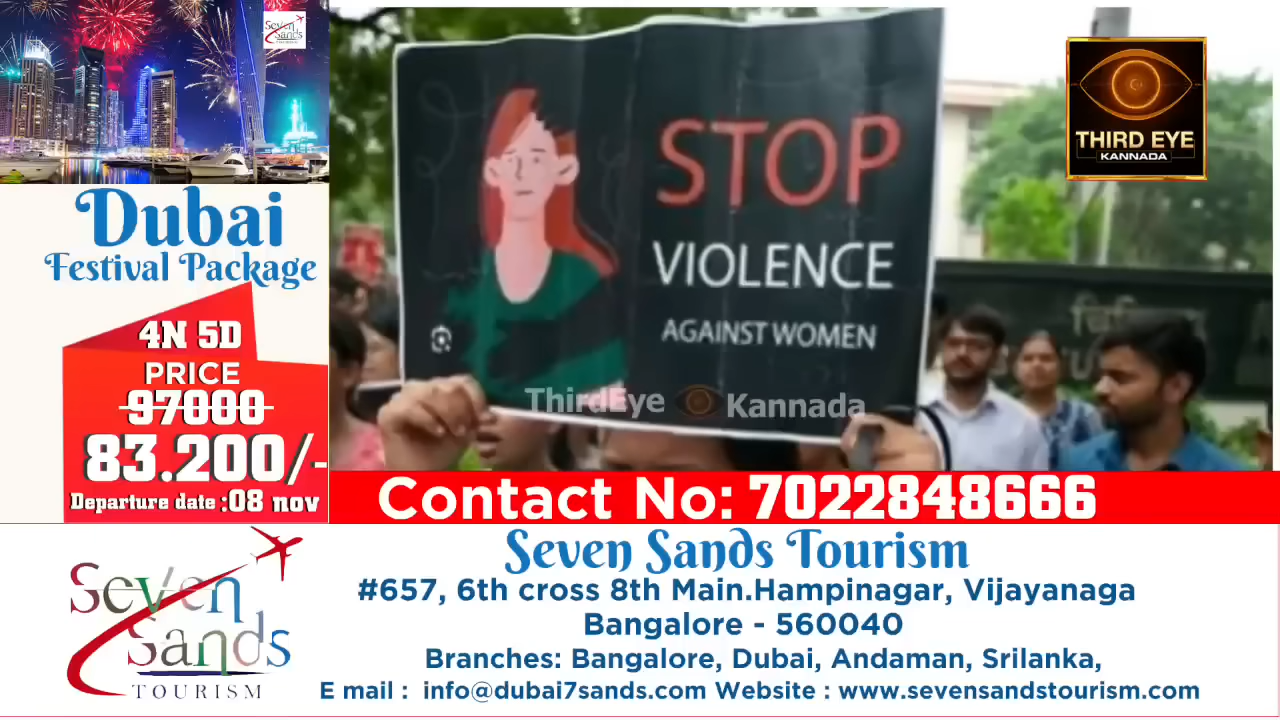 Seven
Sands
Dubai
Festival Package
4N 5D
PRICE
97000
83.200/-
Departure date :08 nov
STOP
VIOLENCE
AGAINST WOMEN
ThirdEye Kannada
THIRD EYE
KANNADA
Contact No: 7022848666
Seven
Sands
TOURISM
Seven Sands Tourism
#657, 6th cross 8th Main.Hampinagar, Vijayanaga
Bangalore - 560040
Branches: Bangalore, Dubai, Andaman, Srilanka,
E mail : info@dubai7sands.com Website : www.sevensandstourism.com